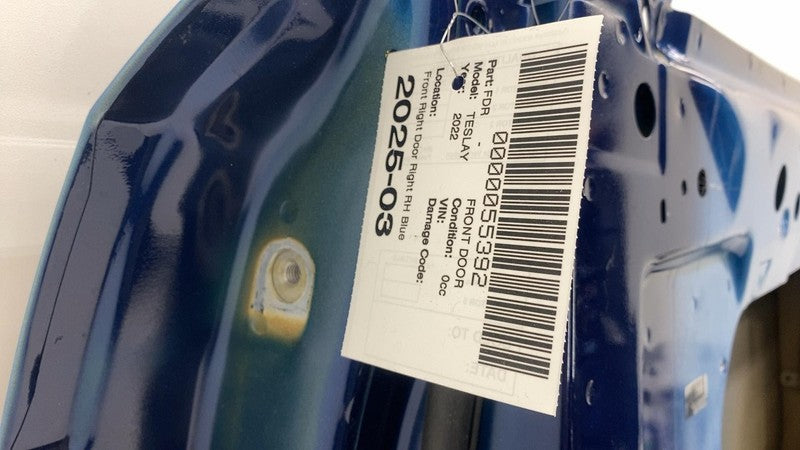 0000055392
Part: FDR - FRONT DOOR
Model: TESLAY Condition: 0cc
Year: 2022 VIN:
Location: Damage Code:
Front Right Door Right RH Blue
2025-03